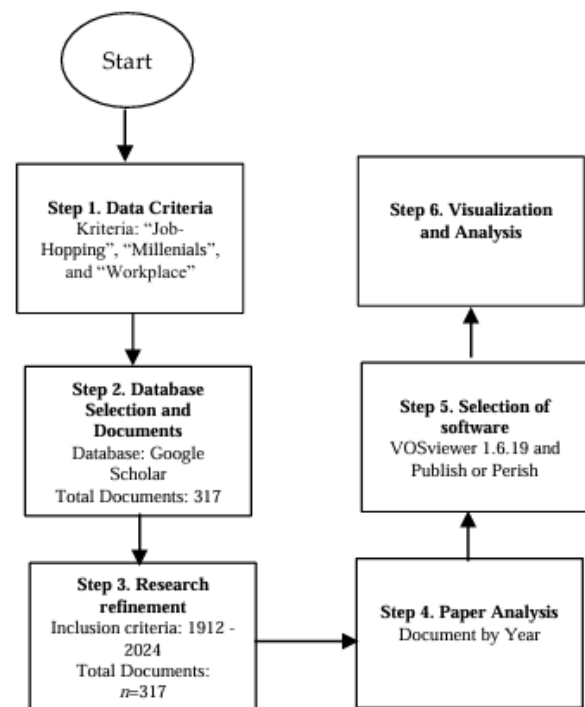 Start
Step 1. Data Criteria
Kriteria: “Job-
Hopping”, “Millenials”,
and “Workplace”
Step 2. Database
Selection and
Documents
Database: Google
Scholar
Total Documents: 317
Step 3. Research
refinement
Inclusion criteria: 1912 -
2024
Total Documents:
n=317
Step 4. Paper Analysis
Document by Year
Step 5. Selection of
software
VOSviewer 1.6.19 and
Publish or Perish
Step 6. Visualization
and Analysis